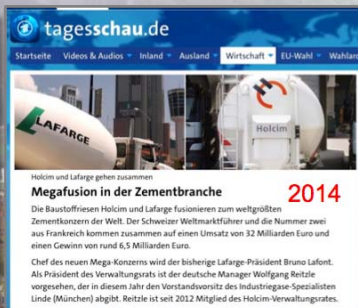 tagesschau.de
Startseite Videos & Audios Inland Ausland Wirtschaft EU-Wahl Wahlarc
LAFARGE
Holcim
Holcim und Lafarge gehen zusammen
Megafusion in der Zementbranche
2014
Die Baustoffriesen Holcim und Lafarge fusionieren zum weltgrößten
Zementkonzern der Welt. Der Schweizer Weltmarktführer und die Nummer zwei
aus Frankreich kommen zusammen auf einen Umsatz von 32 Milliarden Euro und
einen Gewinn von rund 6,5 Milliarden Euro.
Chef des neuen Mega-Konzerns wird der bisherige Lafarge-Präsident Bruno Lafont.
Als Präsident des Verwaltungsrats ist der deutsche Manager Wolfgang Reitzle
vorgesehen, der in diesem Jahr den Vorstandsvorsitz des Industriegase-Spezialisten
Linde (München) abgibt. Reitzle ist seit 2012 Mitglied des Holcim-Verwaltungsrates.